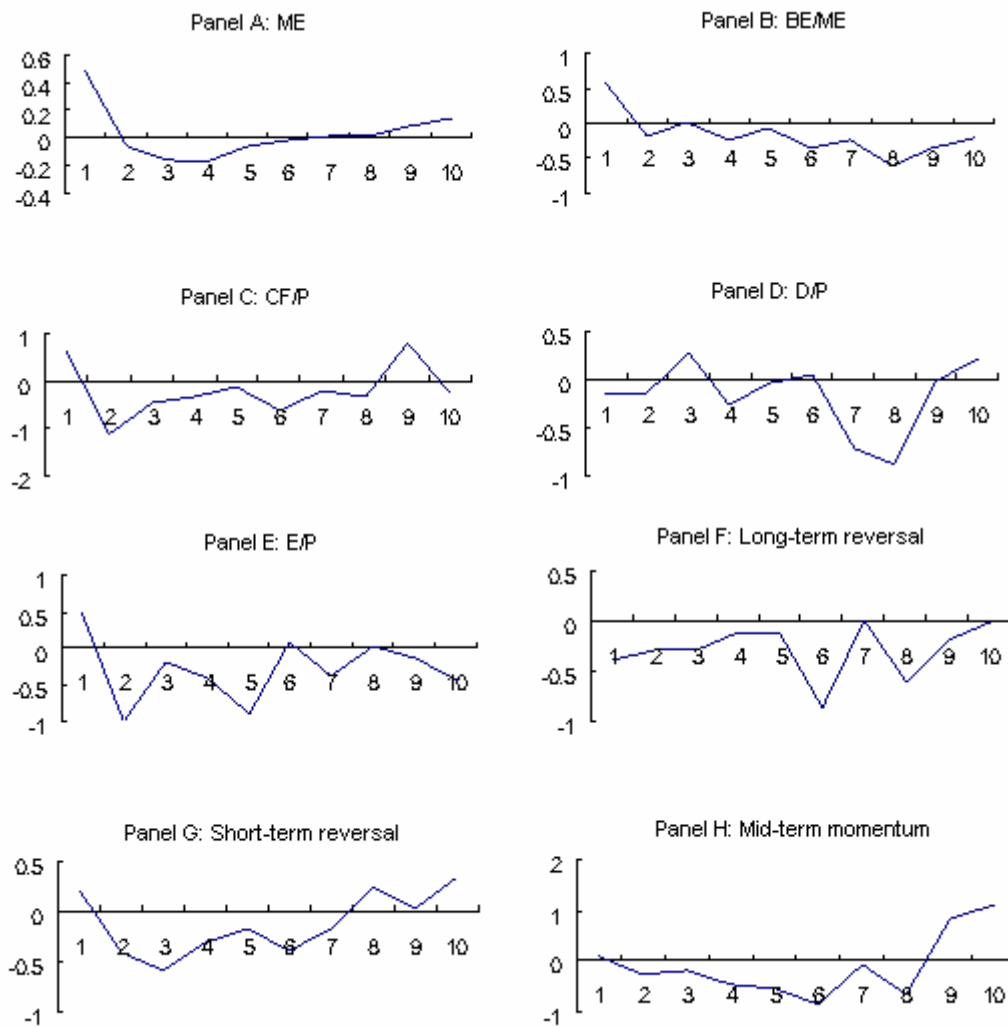 Panel A: ME
0.6
0.4
0.2
0
-0.2
-0.4
1 2 3 4 5 6 7 8 9 10
Panel B: BE/ME
1
0.5
0
-0.5
-1
1 2 3 4 5 6 7 8 9 10
Panel C: CF/P
1
0
-1
-2
1 2 3 4 5 6 7 8 9 10
Panel D: D/P
0.5
0
-0.5
-1
1 2 3 4 5 6 7 8 9 10
Panel E: E/P
1
0.5
0
-0.5
-1
1 2 3 4 5 6 7 8 9 10
Panel F: Long-term reversal
0.5
0
-0.5
-1
1 2 3 4 5 6 7 8 9 10
Panel G: Short-term reversal
0.5
0
-0.5
-1
1 2 3 4 5 6 7 8 9 10
Panel H: Mid-term momentum
2
1
0
-1
1 2 3 4 5 6 7 8 9 10